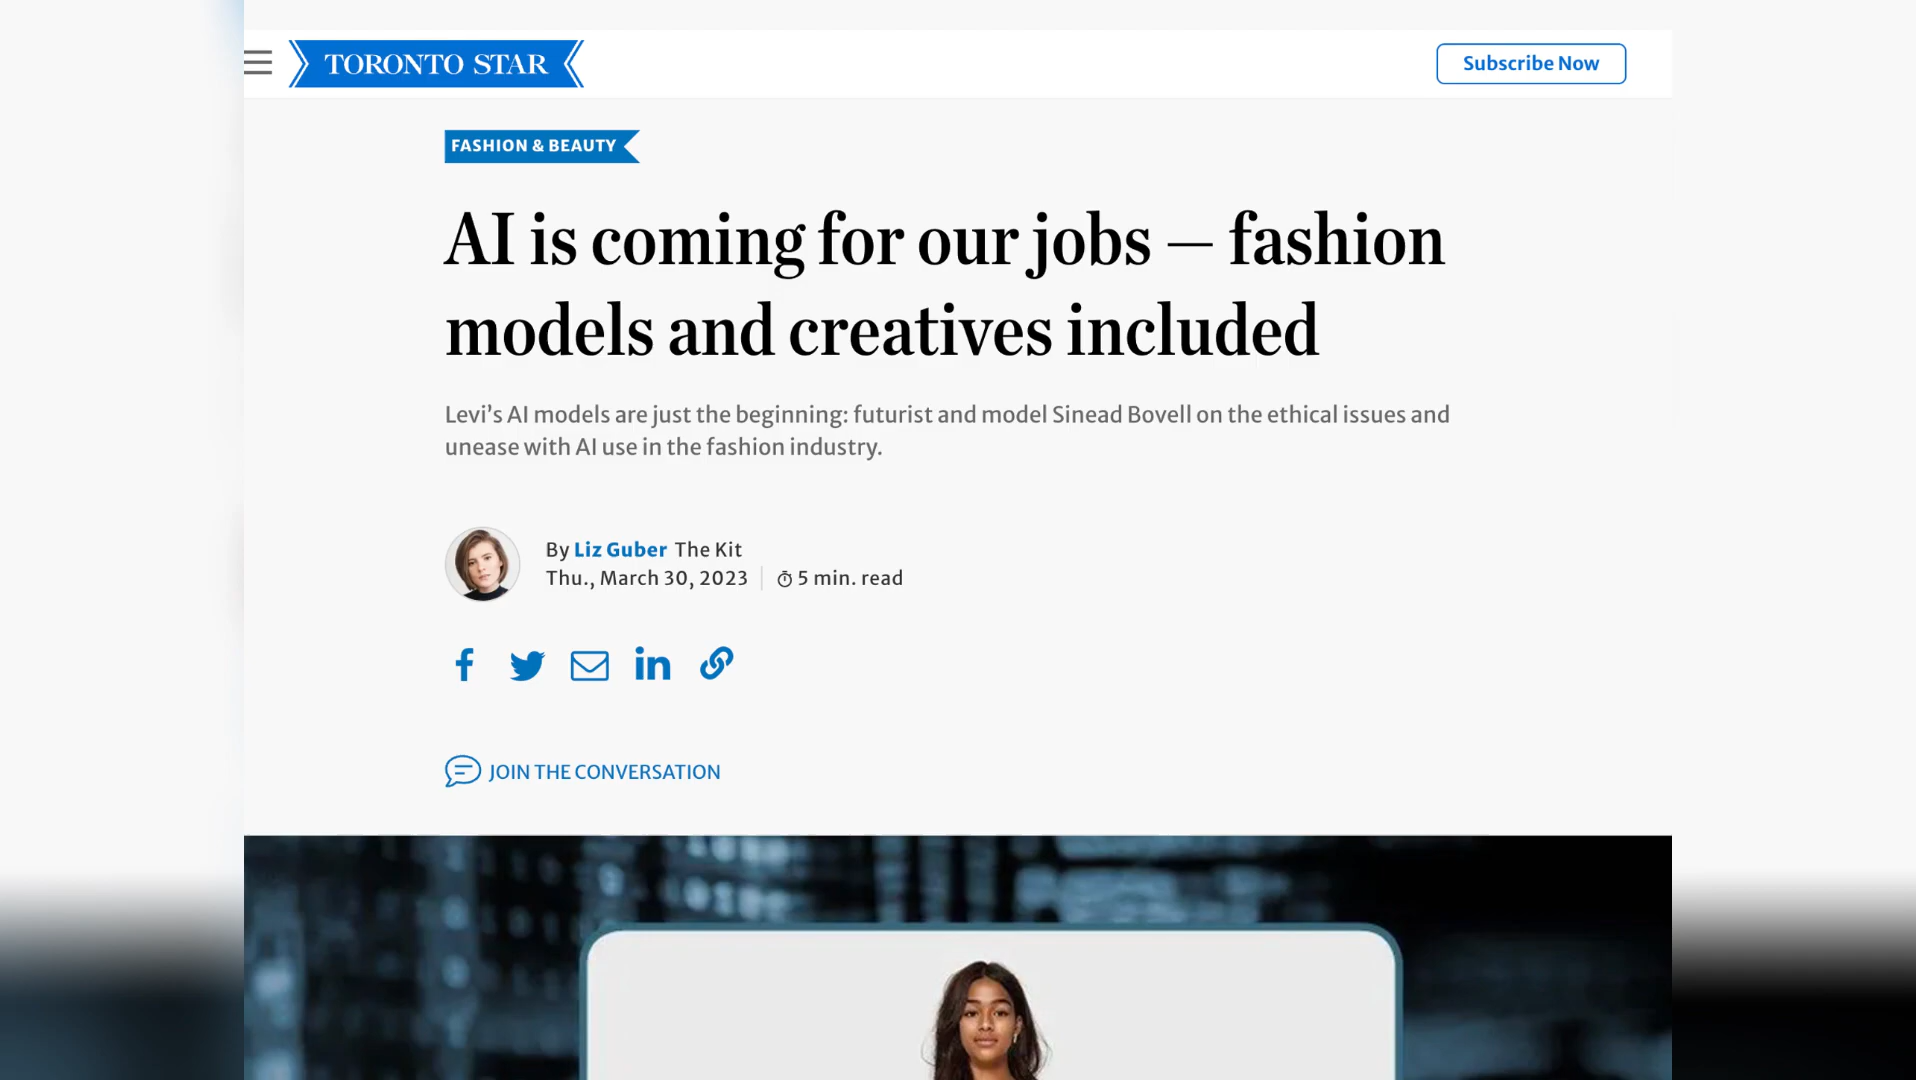 TORONTO STAR
Subscribe Now
FASHION & BEAUTY
AI is coming for our jobs — fashion
models and creatives included
Levi’s AI models are just the beginning: futurist and model Sinead Bovell on the ethical issues and
unease with AI use in the fashion industry.
By Liz Guber The Kit
Thu., March 30, 2023 5 min. read
JOIN THE CONVERSATION